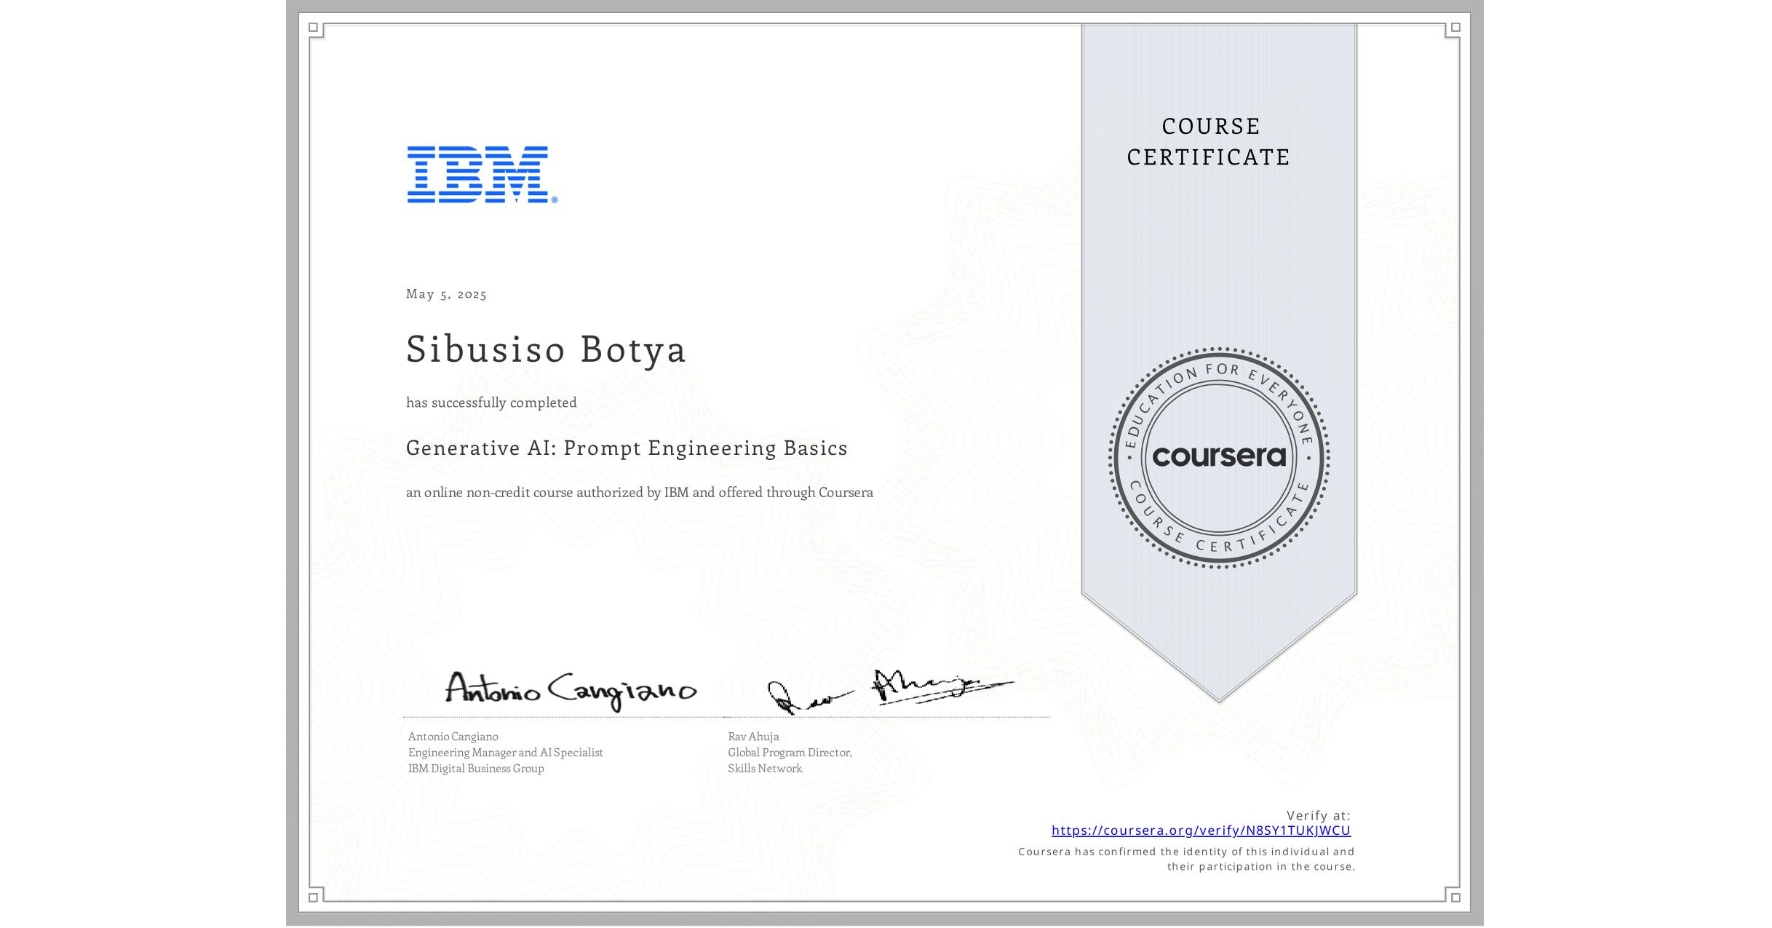 IBM®
COURSE
CERTIFICATE
May 5, 2025
Sibusiso Botya
has successfully completed
Generative AI: Prompt Engineering Basics
an online non-credit course authorized by IBM and offered through Coursera
EDUCATION FOR EVERYONE
coursera
COURSE CERTIFICATE
Antonio Cangiano
Rav Ahuja
Antonio Cangiano
Engineering Manager and AI Specialist
IBM Digital Business Group
Rav Ahuja
Global Program Director,
Skills Network
Verify at:
https://coursera.org/verify/N8SY1TUKJWCU
Coursera has confirmed the identity of this individual and
their participation in the course.